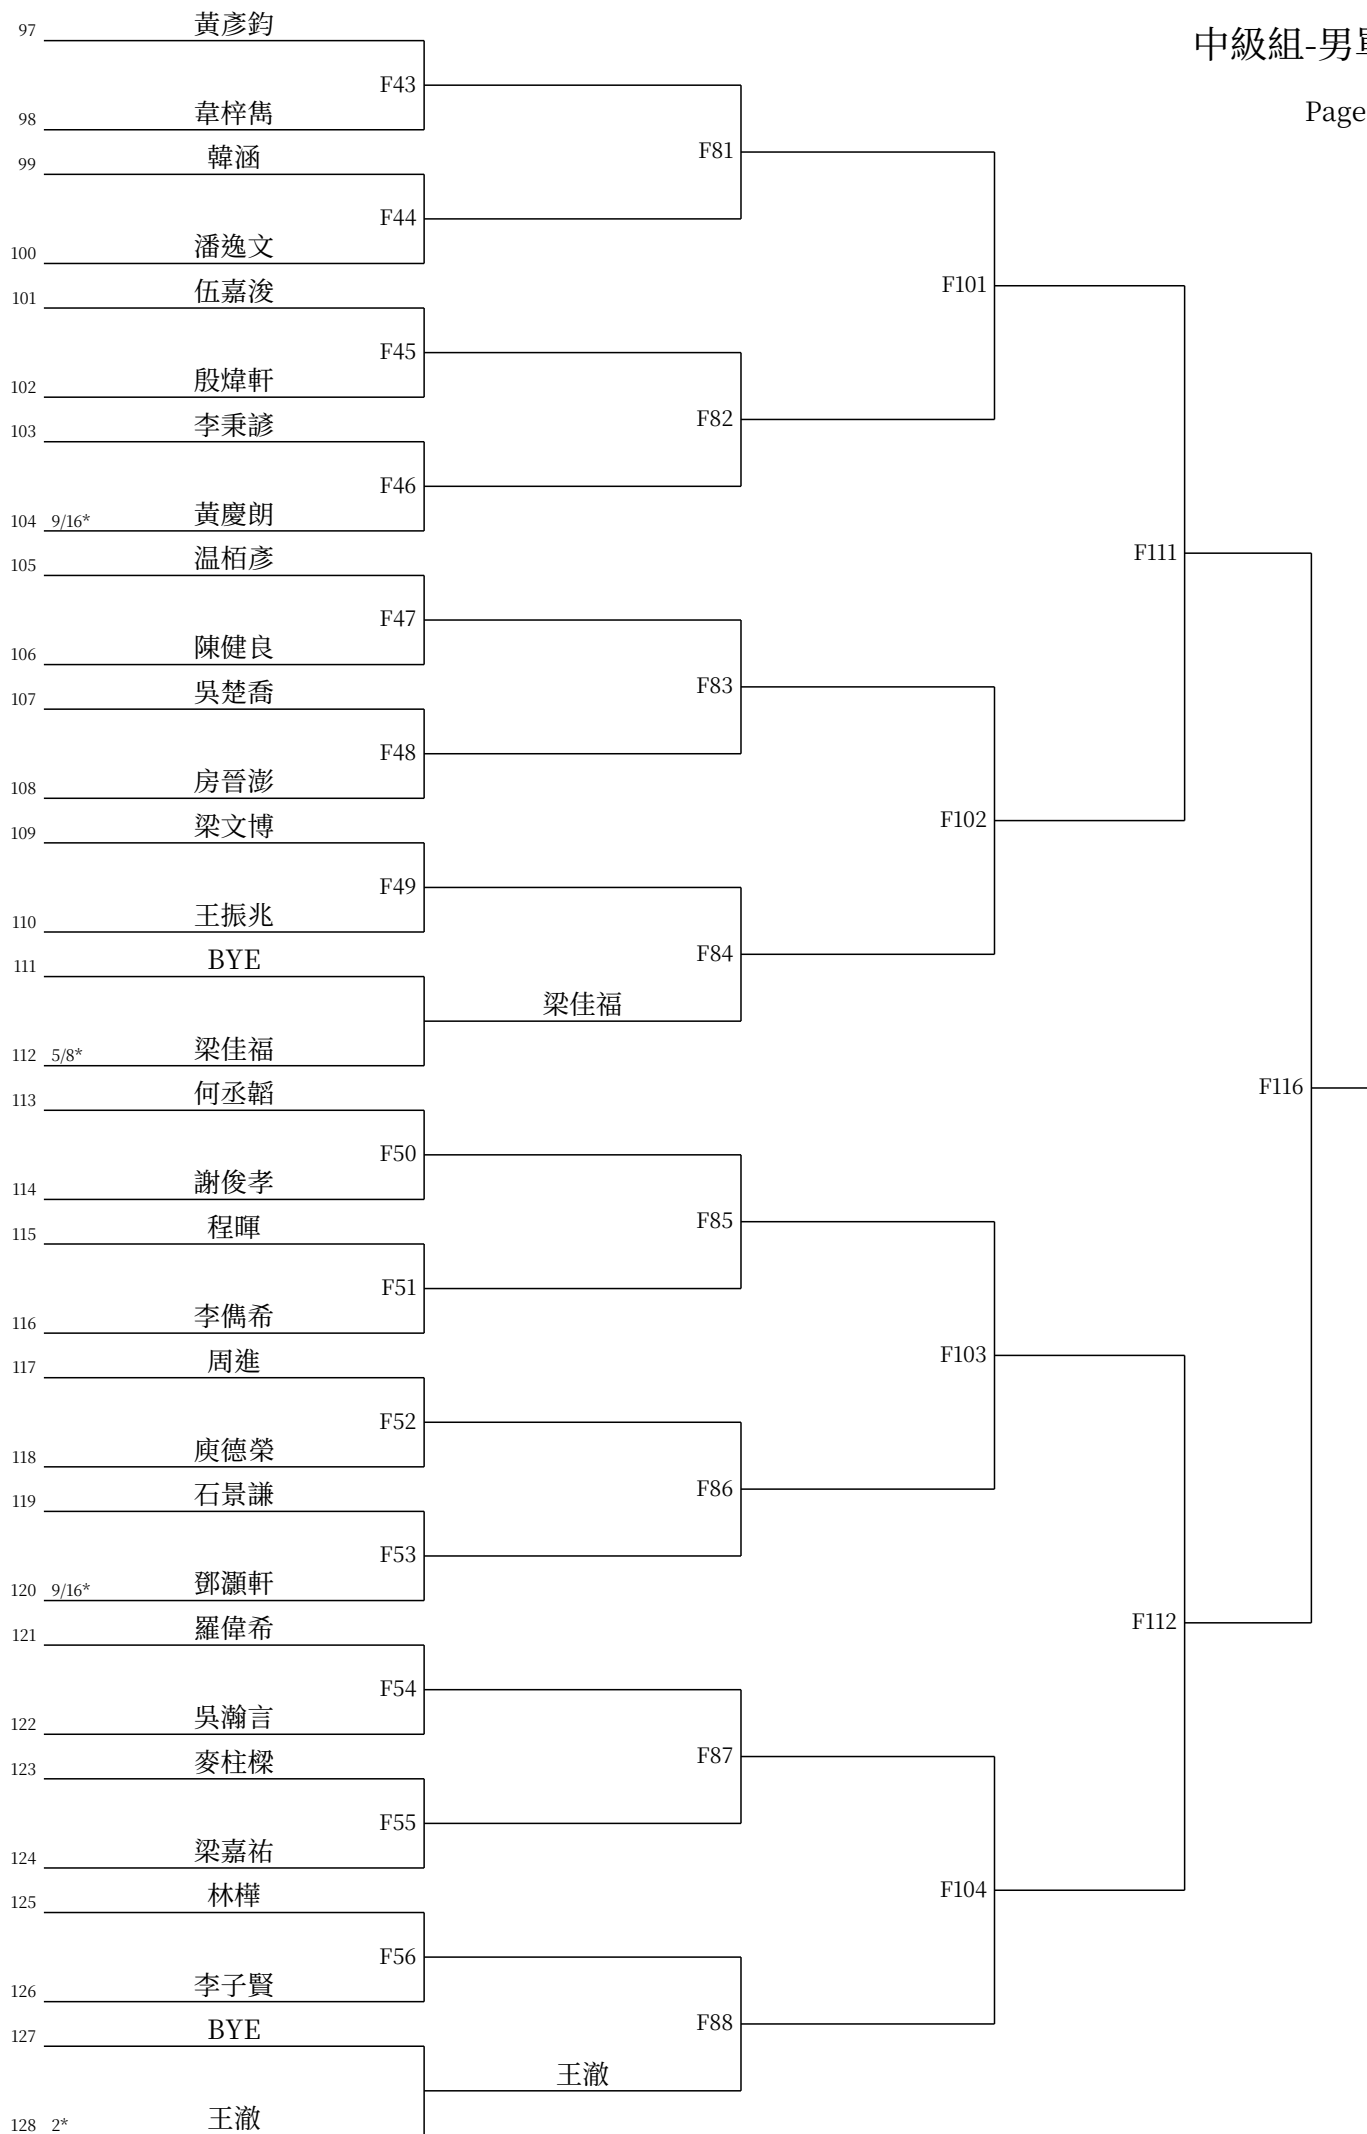 中級組-男單
Page
97 黃彥鈞
F43
98 韋梓雋
99 韓涵
F44
100 潘逸文
F81
101 伍嘉浚
F45
102 殷煒軒
103 李秉諺
F46
104 9/16* 黃慶朗
F82
F101
105 温栢彥
F47
106 陳健良
107 吳楚喬
F48
108 房晉澎
F83
109 梁文博
F49
110 王振兆
111 BYE
梁佳福
112 5/8* 梁佳福
F84
F102
F111
113 何丞韜
F50
114 謝俊孝
115 程暉
F51
116 李儁希
F85
117 周進
F52
118 庾德榮
119 石景謙
F53
120 9/16* 鄧灝軒
F86
F103
121 羅偉希
F54
122 吳瀚言
123 麥柱樑
F55
124 梁嘉祐
F87
125 林樺
F56
126 李子賢
127 BYE
王澈
128 2* 王澈
F88
F104
F112
F116